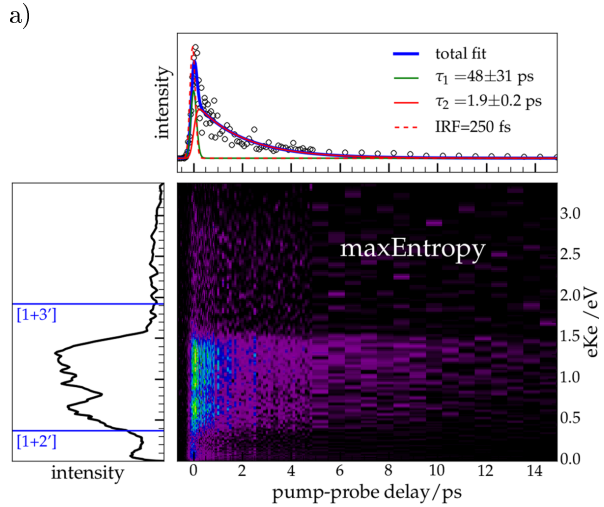 a)
intensity
total fit
τ₁ =48±31 ps
τ₂ =1.9±0.2 ps
IRF=250 fs
maxEntropy
[1+3′]
[1+2′]
intensity
3.0
2.5
2.0
1.5
1.0
0.5
0.0
eKe /eV
0 2 4 6 8 10 12 14
pump-probe delay/ps